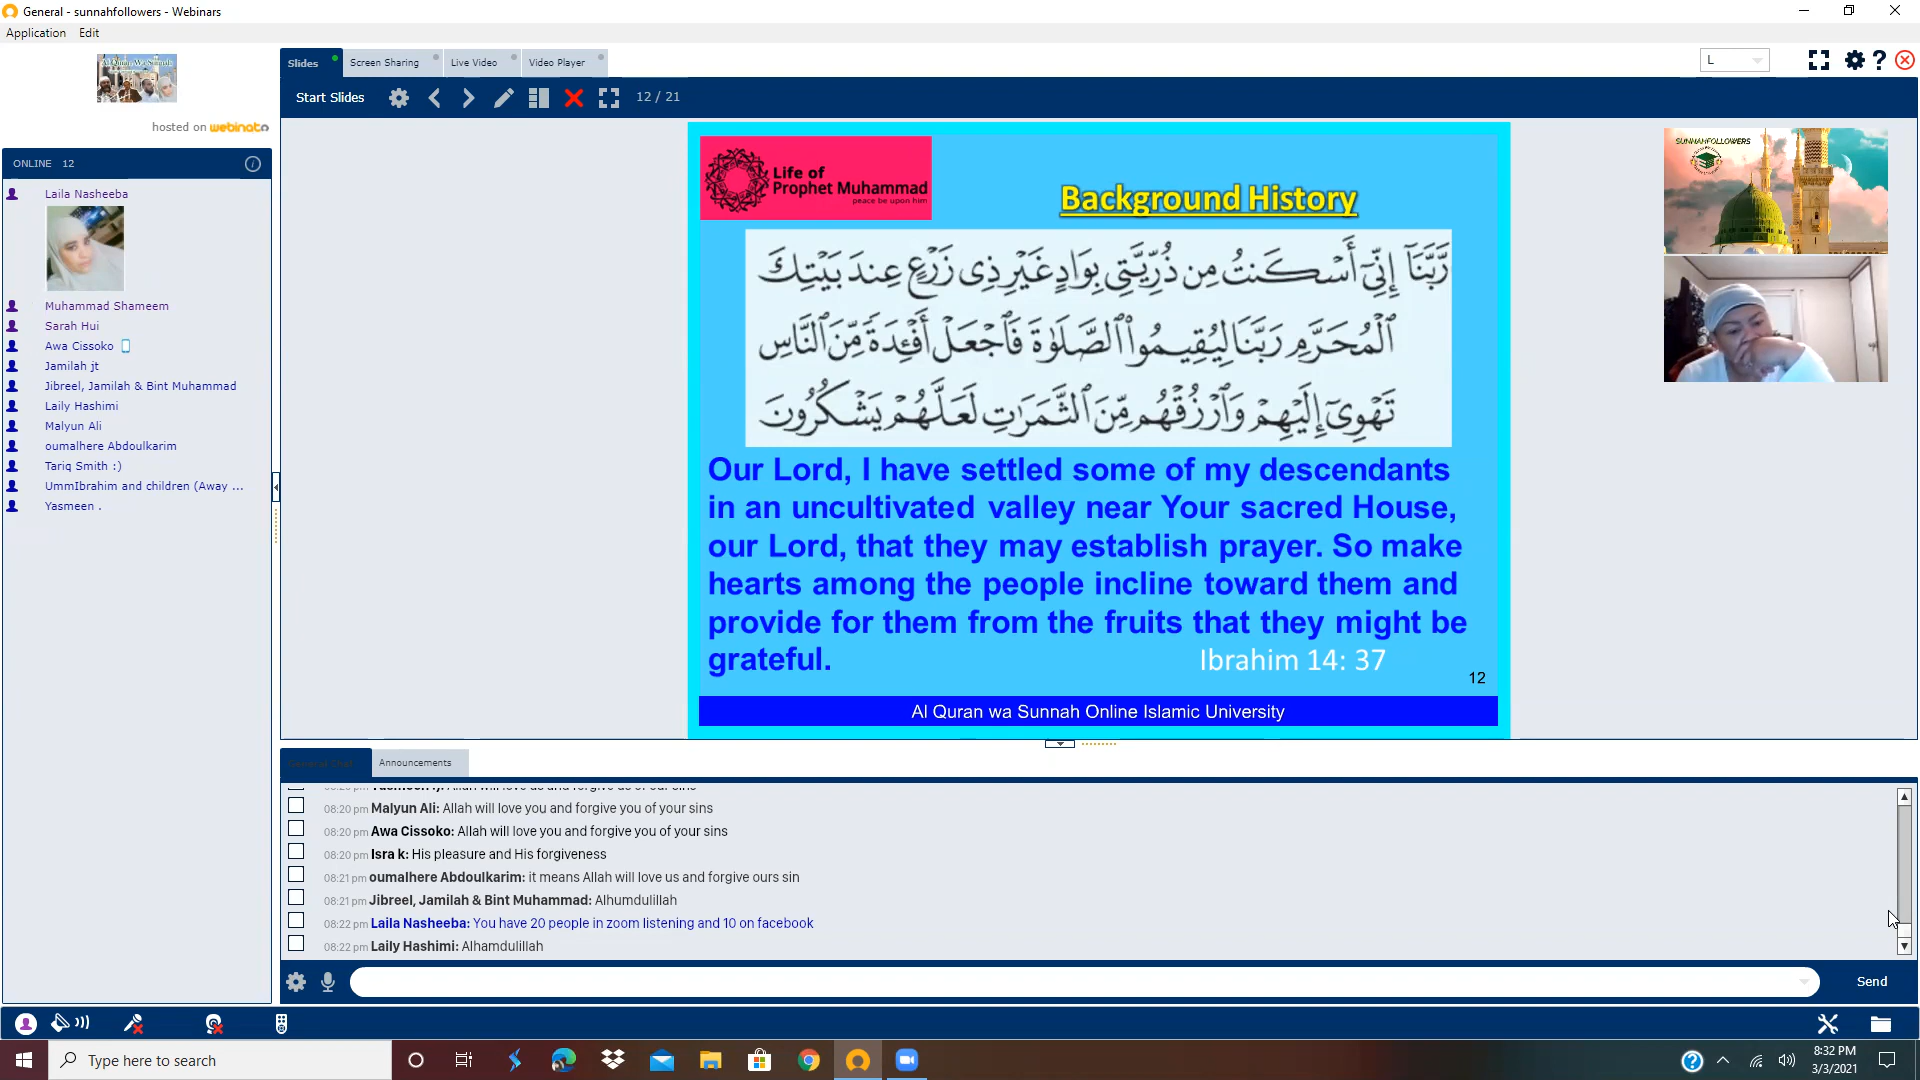 General - sunnahfollowers - Webinars
Application Edit
Al Quran Wa Sunnah
hosted on webinato
ONLINE 12
Laila Nasheeba
Muhammad Shameem
Sarah Hui
Awa Cissoko
Jamilah jt
Jibreel, Jamilah & Bint Muhammad
Laily Hashimi
Malyun Ali
oumalhere Abdoulkarim
Tariq Smith :)
UmmIbrahim and children (Away ...
Yasmeen .
Slides Screen Sharing Live Video Video Player
L
Start Slides 12 / 21
Life of
Prophet Muhammad
peace be upon him
Background History
رَّبَّنَآ إِنِّىٓ أَسْكَنتُ مِن ذُرِّيَّتِى بِوَادٍ غَيْرِ ذِى زَرْعٍ عِندَ بَيْتِكَ
ٱلْمُحَرَّمِ رَبَّنَا لِيُقِيمُوا۟ ٱلصَّلَوٰةَ فَٱجْعَلْ أَفْـِٔدَةً مِّنَ ٱلنَّاسِ
تَهْوِىٓ إِلَيْهِمْ وَٱرْزُقْهُم مِّنَ ٱلثَّمَرَٰتِ لَعَلَّهُمْ يَشْكُرُونَ
Our Lord, I have settled some of my descendants
in an uncultivated valley near Your sacred House,
our Lord, that they may establish prayer. So make
hearts among the people incline toward them and
provide for them from the fruits that they might be
grateful. Ibrahim 14: 37
12
Al Quran wa Sunnah Online Islamic University
SUNNAHFOLLOWERS
General Chat Announcements
08:20 pm Malyun Ali: Allah will love you and forgive you of your sins
08:20 pm Awa Cissoko: Allah will love you and forgive you of your sins
08:20 pm Isra k: His pleasure and His forgiveness
08:21 pm oumalhere Abdoulkarim: it means Allah will love us and forgive ours sin
08:21 pm Jibreel, Jamilah & Bint Muhammad: Alhumdulillah
08:22 pm Laila Nasheeba: You have 20 people in zoom listening and 10 on facebook
08:22 pm Laily Hashimi: Alhamdulillah
Send
Type here to search
8:32 PM
3/3/2021